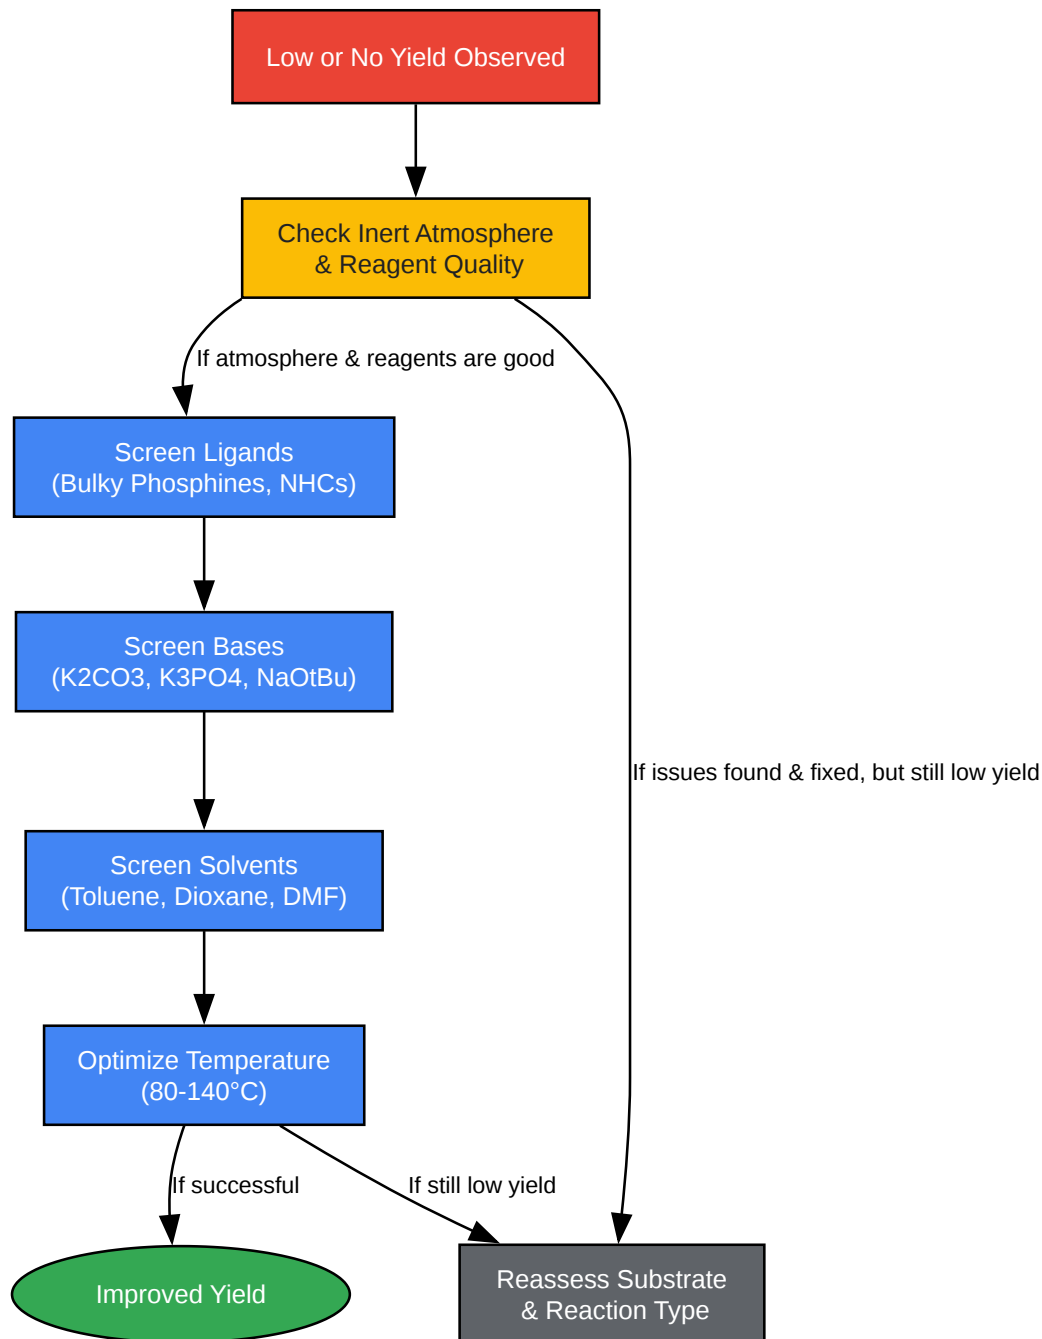 Low or No Yield Observed
Check Inert Atmosphere
& Reagent Quality
If atmosphere & reagents are good
Screen Ligands
(Bulky Phosphines, NHCs)
Screen Bases
(K2CO3, K3PO4, NaOtBu)
If issues found & fixed, but still low yield
Screen Solvents
(Toluene, Dioxane, DMF)
Optimize Temperature
(80-140°C)
If successful
If still low yield
Improved Yield
Reassess Substrate
& Reaction Type